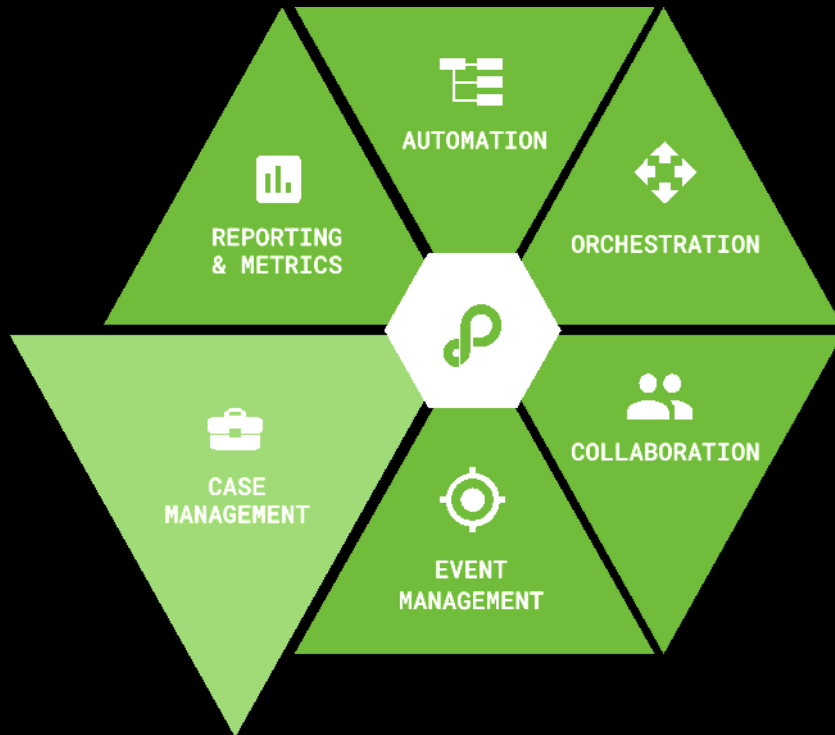 AUTOMATION
REPORTING
& METRICS
ORCHESTRATION
CASE
MANAGEMENT
COLLABORATION
EVENT
MANAGEMENT